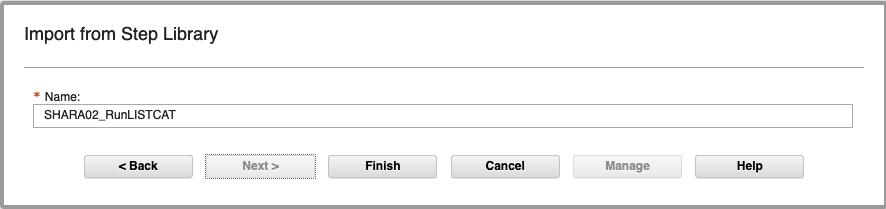 Import from Step Library
* Name:
SHARA02_RunLISTCAT
< Back Next > Finish Cancel Manage Help